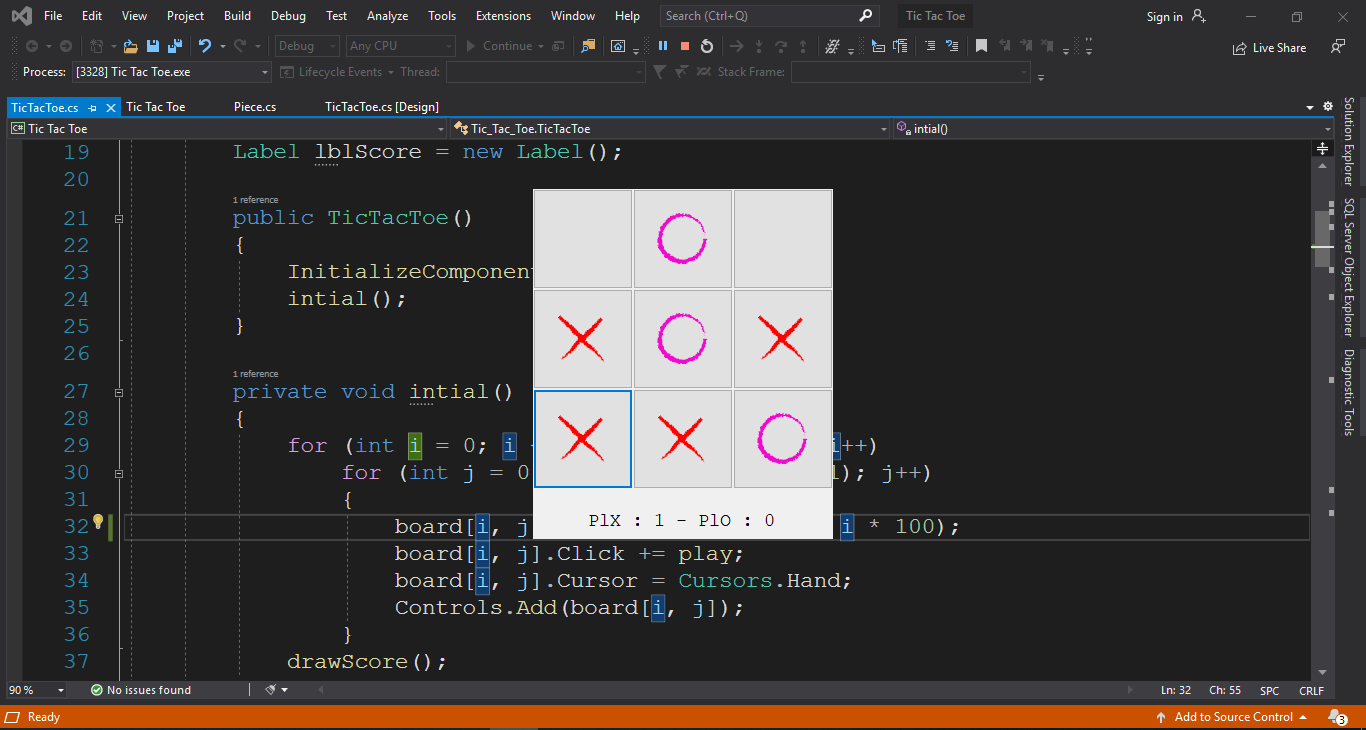 File Edit View Project Build Debug Test Analyze Tools Extensions Window Help Search (Ctrl+Q) Tic Tac Toe Sign in
Debug Any CPU Continue Live Share
Process: [3328] Tic Tac Toe.exe Lifecycle Events Thread: Stack Frame:
TicTacToe.cs Tic Tac Toe Piece.cs TicTacToe.cs [Design]
C# Tic Tac Toe Tic_Tac_Toe.TicTacToe intial()
19 Label lblScore = new Label();
20
1 reference
21 public TicTacToe()
22 {
23 InitializeComponent
24 intial();
25 }
26
1 reference
27 private void intial()
28 {
29 for (int i = 0; i i++)
30 for (int j = 0 ); j++)
31 {
32 board[i, j i * 100);
33 board[i, j].Click += play;
34 board[i, j].Cursor = Cursors.Hand;
35 Controls.Add(board[i, j]);
36 }
37 drawScore();
PlX : 1 - PlO : 0
Solution Explorer
SQL Server Object Explorer
Diagnostic Tools
90 % No issues found Ln: 32 Ch: 55 SPC CRLF
Ready Add to Source Control 3